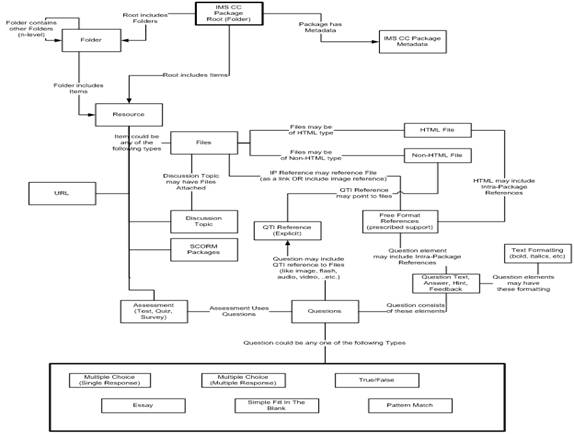 IMS CC
Package
Root (Folder)
Root includes
Folders
Folder contains
other Folders
(n-level)
Folder
Package has
Metadata
IMS CC Package
Metadata
Root includes Items
Folder includes
Items
Resource
Item could be
any of the
following types
Files
Files may be
of HTML type
HTML File
Files may be
of Non-HTML type
Non-HTML File
Discussion Topic
may have Files
Attached
IP Reference may reference File
(as a link OR include image reference)
HTML may include
Intra-Package
References
QTI Reference
may point to files
URL
Discussion
Topic
QTI Reference
(Explicit)
Free Format
References
(prescribed support)
SCORM
Packages
Question may include
QTI reference to Files
(like image, flash,
audio, video, ..etc.)
Question element
may include Intra-Package
References
Text Formatting
(bold, italics, etc)
Question Text,
Answer, Hint,
Feedback
Question elements
may have
these formatting
Assessment
(Test, Quiz,
Survey)
Assessment Uses
Questions
Questions
Question consists
of these elements
Question could be any one of the following Types
Multiple Choice
(Single Response)
Multiple Choice
(Multiple Response)
True/False
Essay
Simple Fill In The
Blank
Pattern Match